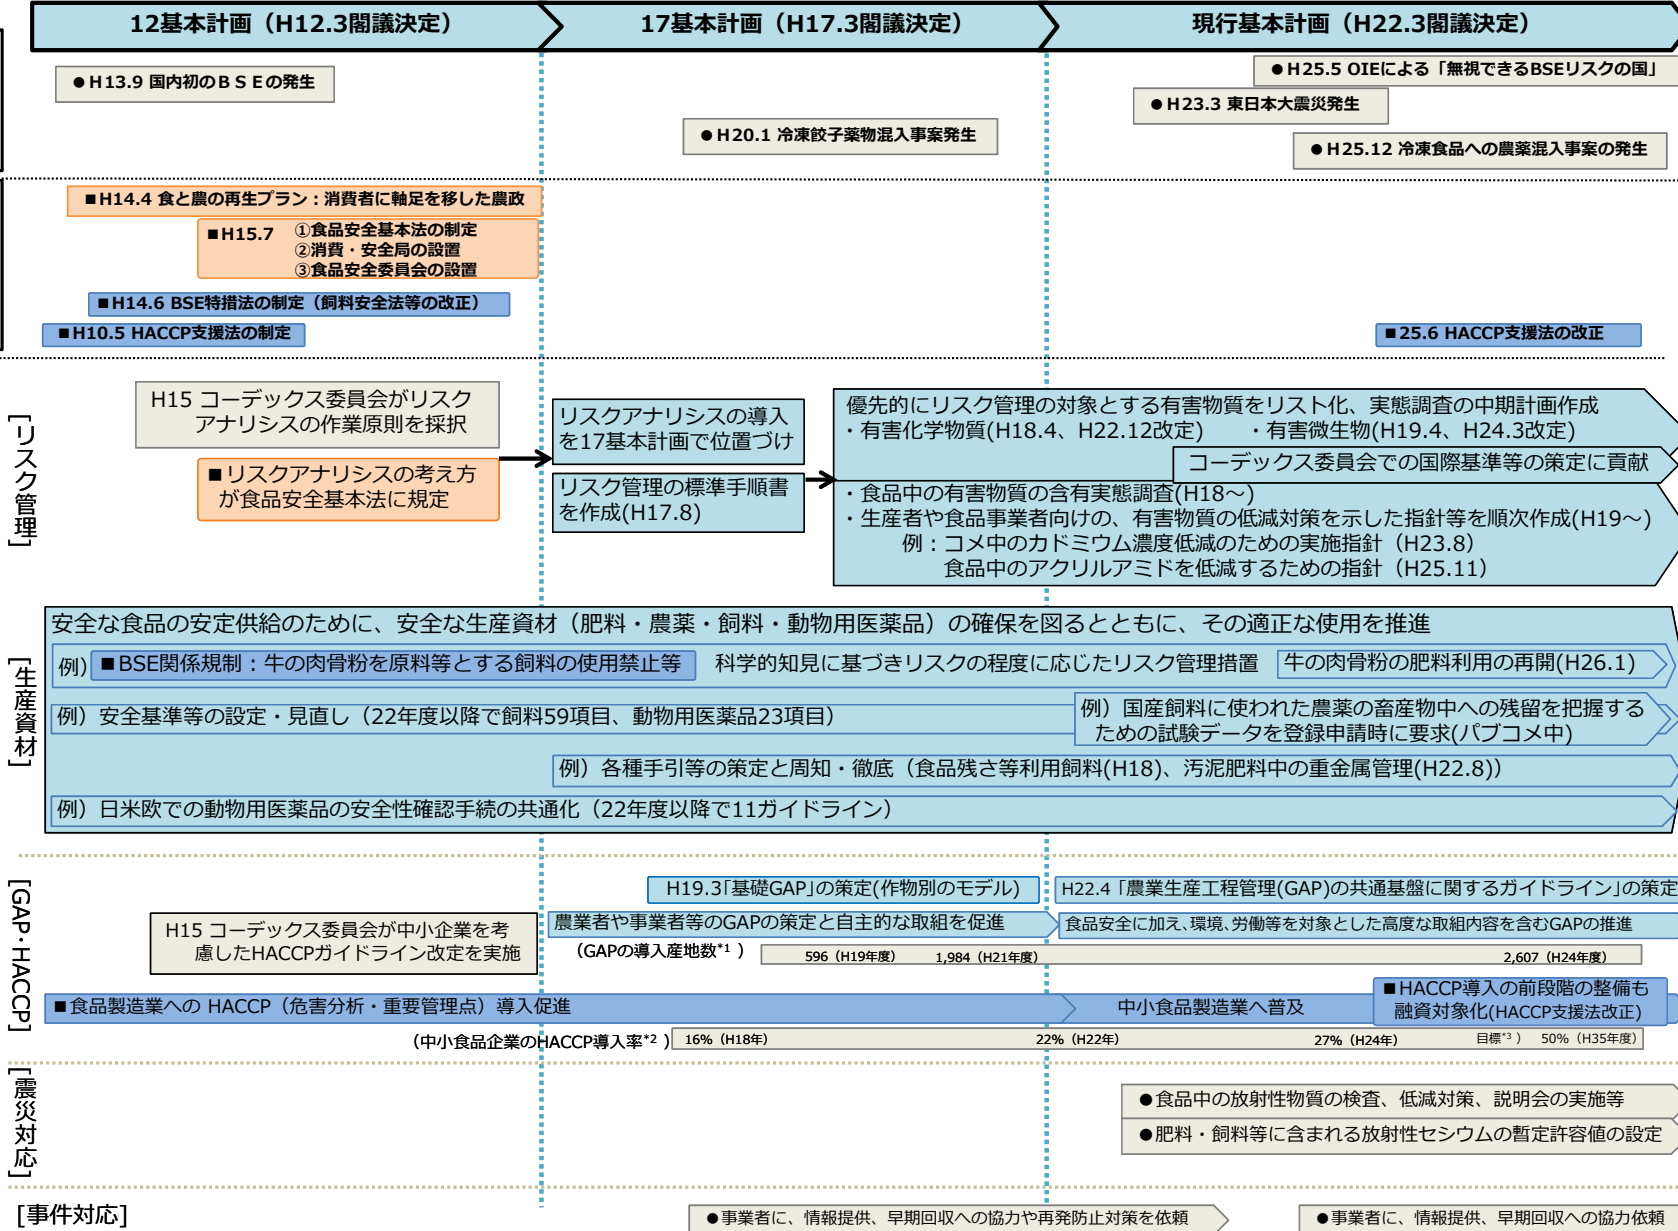 12基本計画（H12.3閣議決定）
17基本計画（H17.3閣議決定）
現行基本計画（H22.3閣議決定）
●H13.9 国内初のＢＳＥの発生
●H25.5 OIEによる「無視できるBSEリスクの国」
●H23.3 東日本大震災発生
●H20.1 冷凍餃子薬物混入事案発生
●H25.12 冷凍食品への農薬混入事案の発生
■H14.4 食と農の再生プラン：消費者に軸足を移した農政
■H15.7 ①食品安全基本法の制定
②消費・安全局の設置
③食品安全委員会の設置
■H14.6 BSE特措法の制定（飼料安全法等の改正）
■H10.5 HACCP支援法の制定
■25.6 HACCP支援法の改正
[リスク管理]
H15 コーデックス委員会がリスク
アナリシスの作業原則を採択
■リスクアナリシスの考え方
が食品安全基本法に規定
リスクアナリシスの導入
を17基本計画で位置づけ
リスク管理の標準手順書
を作成(H17.8)
優先的にリスク管理の対象とする有害物質をリスト化、実態調査の中期計画作成
・有害化学物質(H18.4、H22.12改定) ・有害微生物(H19.4、H24.3改定)
コーデックス委員会での国際基準等の策定に貢献
・食品中の有害物質の含有実態調査(H18～)
・生産者や食品事業者向けの、有害物質の低減対策を示した指針等を順次作成(H19～)
例：コメ中のカドミウム濃度低減のための実施指針（H23.8）
食品中のアクリルアミドを低減するための指針（H25.11）
[生産資材]
安全な食品の安定供給のために、安全な生産資材（肥料・農薬・飼料・動物用医薬品）の確保を図るとともに、その適正な使用を推進
例）■BSE関係規制：牛の肉骨粉を原料等とする飼料の使用禁止等 科学的知見に基づきリスクの程度に応じたリスク管理措置 牛の肉骨粉の肥料利用の再開(H26.1)
例）安全基準等の設定・見直し（22年度以降で飼料59項目、動物用医薬品23項目）
例）国産飼料に使われた農薬の畜産物中への残留を把握する
ための試験データを登録申請時に要求(パブコメ中)
例）各種手引等の策定と周知・徹底（食品残さ等利用飼料(H18)、汚泥肥料中の重金属管理(H22.8)）
例）日米欧での動物用医薬品の安全性確認手続の共通化（22年度以降で11ガイドライン）
[GAP・HACCP]
H19.3「基礎GAP」の策定(作物別のモデル)
H22.4「農業生産工程管理(GAP)の共通基盤に関するガイドライン」の策定
H15 コーデックス委員会が中小企業を考
慮したHACCPガイドライン改定を実施
農業者や事業者等のGAPの策定と自主的な取組を促進
食品安全に加え、環境、労働等を対象とした高度な取組内容を含むGAPの推進
（GAPの導入産地数*1 ） 596（H19年度） 1,984（H21年度） 2,607（H24年度）
■食品製造業への HACCP（危害分析・重要管理点）導入促進
中小食品製造業へ普及
■HACCP導入の前段階の整備も
融資対象化(HACCP支援法改正)
（中小食品企業のHACCP導入率*2 ） 16%（H18年） 22%（H22年） 27%（H24年） 目標*3 ） 50%（H35年度）
[震災対応]
●食品中の放射性物質の検査、低減対策、説明会の実施等
●肥料・飼料等に含まれる放射性セシウムの暫定許容値の設定
[事件対応]
●事業者に、情報提供、早期回収への協力や再発防止対策を依頼
●事業者に、情報提供、早期回収への協力依頼